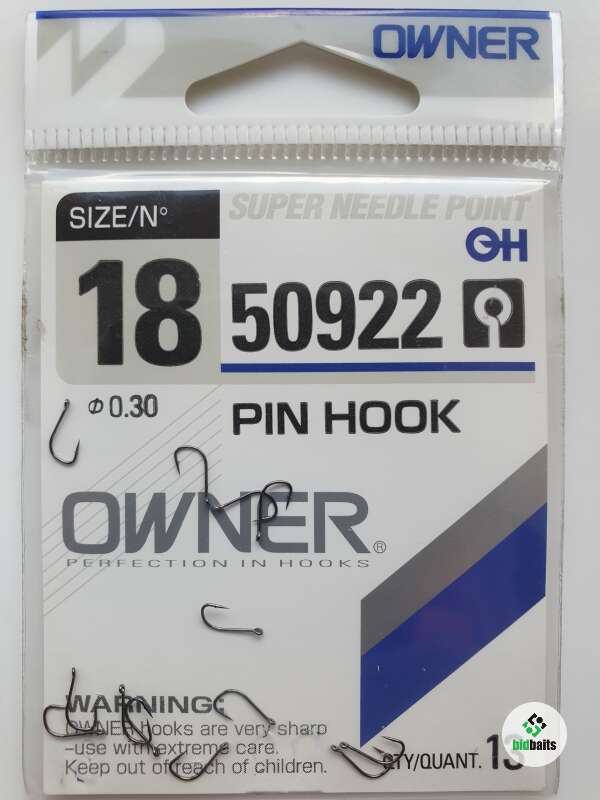 OWNER
SIZE/N°
SUPER NEEDLE POINT
18
50922
Φ 0.30
PIN HOOK
OWNER®
PERFECTION IN HOOKS
WARNING:
OWNER hooks are very sharp
–use with extreme care.
Keep out of reach of children.
QTY/QUANT. 13
bidbaits